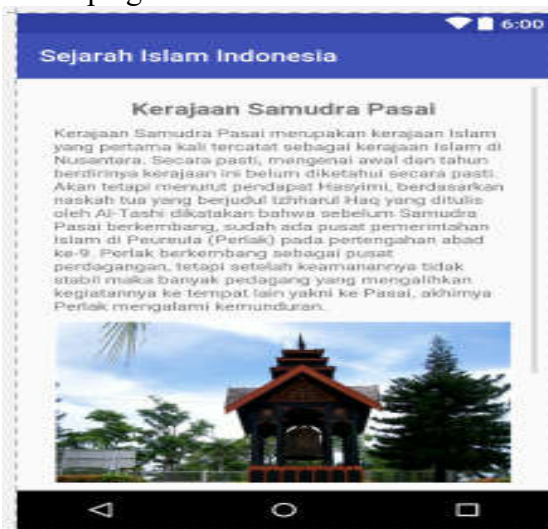 6:00
Sejarah Islam Indonesia
Kerajaan Samudra Pasai
Kerajaan Samudra Pasai merupakan kerajaan Islam
yang pertama kali tercatat sebagai kerajaan Islam di
Nusantara. Secara pasti, mengenai awal dan tahun
berdirinya kerajaan ini belum diketahui secara pasti.
Akan tetapi menurut pendapat Hasyimi, berdasarkan
naskah tua yang berjudul Izhharul Haq yang ditulis
oleh Al-Tashi dikatakan bahwa sebelum Samudra
Pasai berkembang, sudah ada pusat pemerintahan
Islam di Peureula (Perlak) pada pertengahan abad
ke-9. Perlak berkembang sebagai pusat
perdagangan, tetapi setelah keamanannya tidak
stabil maka banyak pedagang yang mengalihkan
kegiatannya ke tempat lain yakni ke Pasai, akhirnya
Perlak mengalami kemunduran.